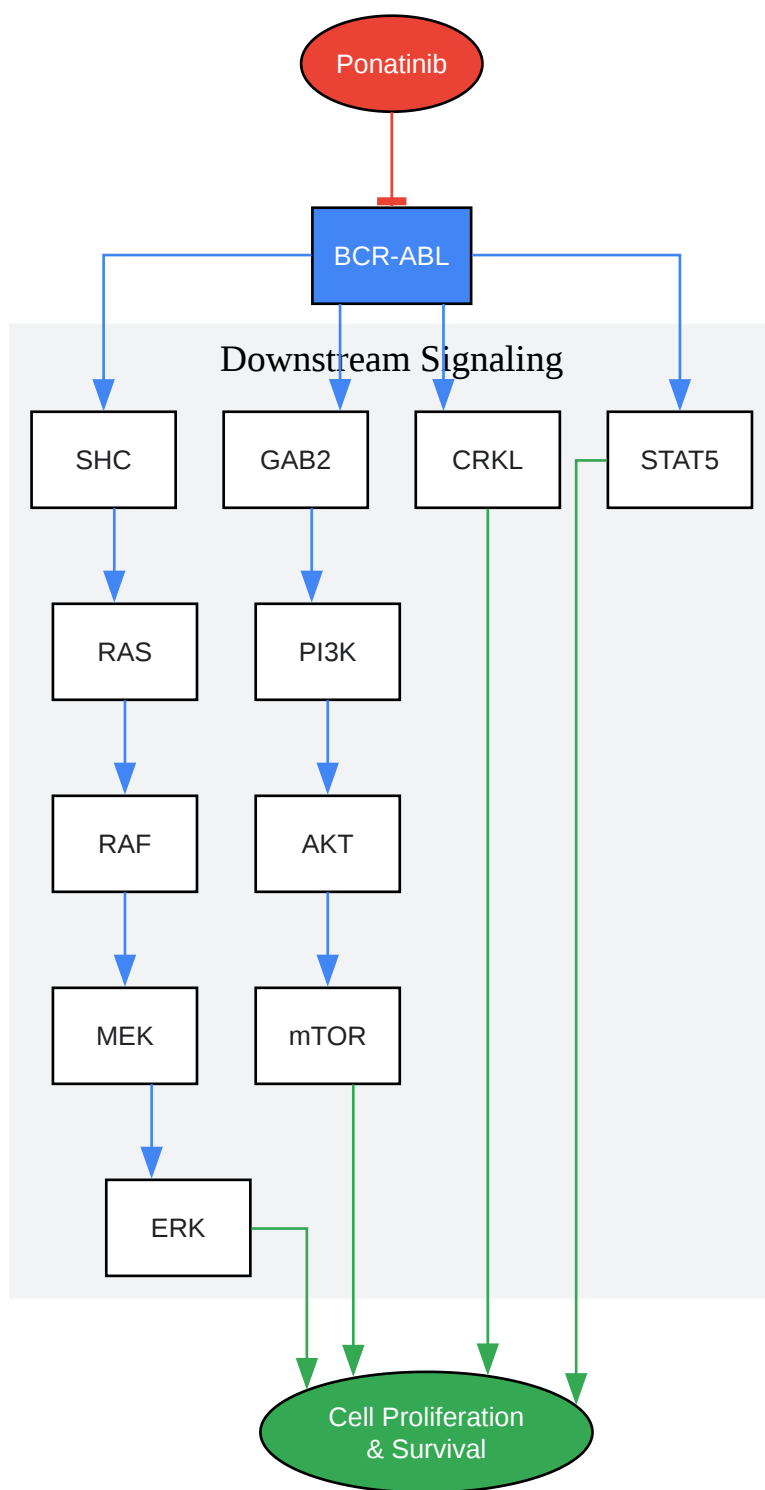 Ponatinib
BCR-ABL
Downstream Signaling
SHC
GAB2
CRKL
STAT5
RAS
PI3K
RAF
AKT
MEK
mTOR
ERK
Cell Proliferation
& Survival